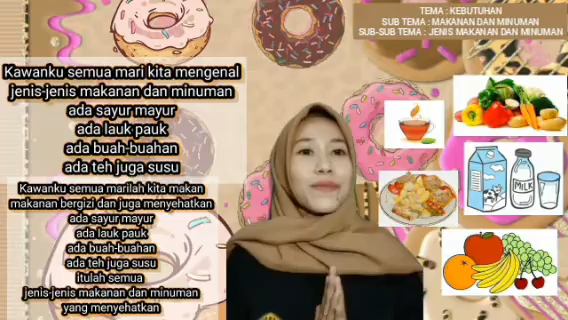 TEMA : KEBUTUHAN
SUB TEMA : MAKANAN DAN MINUMAN
SUB-SUB TEMA : JENIS MAKANAN DAN MINUMAN
Kawanku semua mari kita mengenal
jenis-jenis makanan dan minuman
ada sayur mayur
ada lauk pauk
ada buah-buahan
ada teh juga susu
Kawanku semua marilah kita makan
makanan bergizi dan juga menyehatkan
ada sayur mayur
ada lauk pauk
ada buah-buahan
ada teh juga susu
itulah semua
jenis-jenis makanan dan minuman
yang menyehatkan
MILK